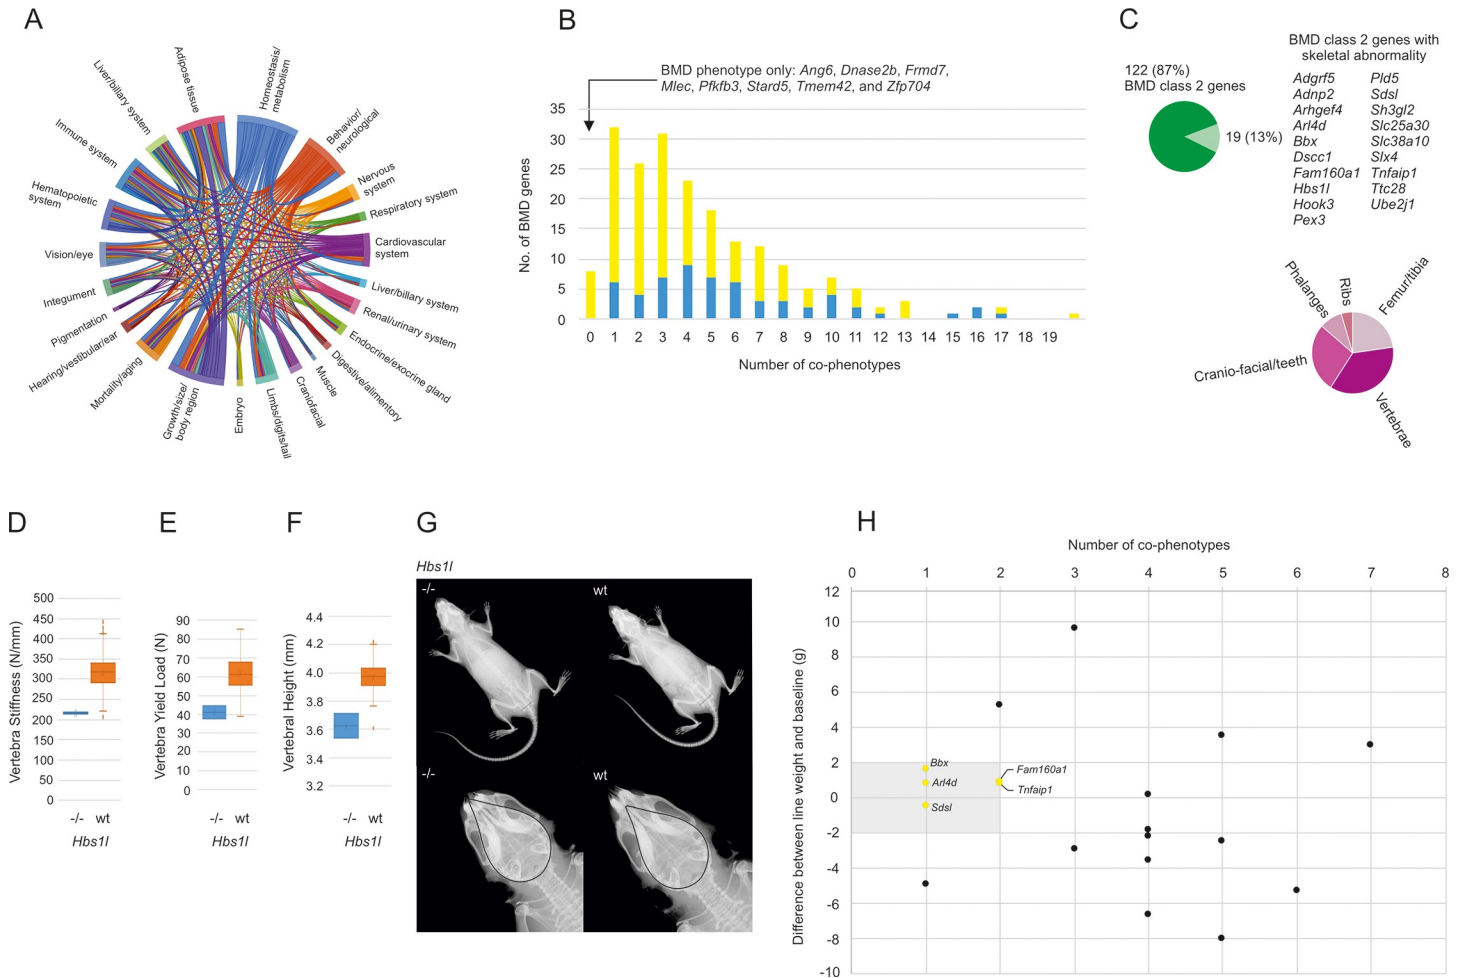 A
Liver/biliary system
Adipose tissue
Homeostasis/
metabolism
Behavior/
neurological
Nervous
system
Respiratory system
Cardiovascular
system
Liver/biliary system
Renal/urinary system
Endocrine/exocrine gland
Digestive/alimentory
Muscle
Craniofacial
Limbs/digits/tail
Embryo
Growth/size/
body region
Mortality/aging
Hearing/vestibular/ear
Pigmentation
Integument
Vision/eye
Hematopoietic
system
Immune system
B
BMD phenotype only: Ang6, Dnase2b, Frmd7,
Mlec, Pfkfb3, Stard5, Tmem42, and Zfp704
No. of BMD genes
35
30
25
20
15
10
5
0
0 1 2 3 4 5 6 7 8 9 10 11 12 13 14 15 16 17 18 19
Number of co-phenotypes
C
122 (87%)
BMD class 2 genes
19 (13%)
BMD class 2 genes with
skeletal abnormality
Adgrf5 Pld5
Adnp2 Sdsl
Arhgef4 Sh3gl2
Arl4d Slc25a30
Bbx Slc38a10
Dscc1 Slx4
Fam160a1 Tnfaip1
Hbs1l Ttc28
Hook3 Ube2j1
Pex3
Phalanges
Ribs
Femur/tibia
Cranio-facial/teeth
Vertebrae
D
Vertebra Stiffness (N/mm)
500
450
400
350
300
250
200
150
100
50
0
-/- wt
Hbs1l
E
Vertebra Yield Load (N)
90
80
70
60
50
40
30
20
10
0
-/- wt
Hbs1l
F
Vertebral Height (mm)
4.4
4.2
4.0
3.8
3.6
3.4
3.2
-/- wt
Hbs1l
G
Hbs1l
-/-
wt
-/-
wt
H
Number of co-phenotypes
0 1 2 3 4 5 6 7 8
Difference between line weight and baseline (g)
12
10
8
6
4
2
0
-2
-4
-6
-8
-10
Bbx
Arl4d
Sdsl
Fam160a1
Tnfaip1